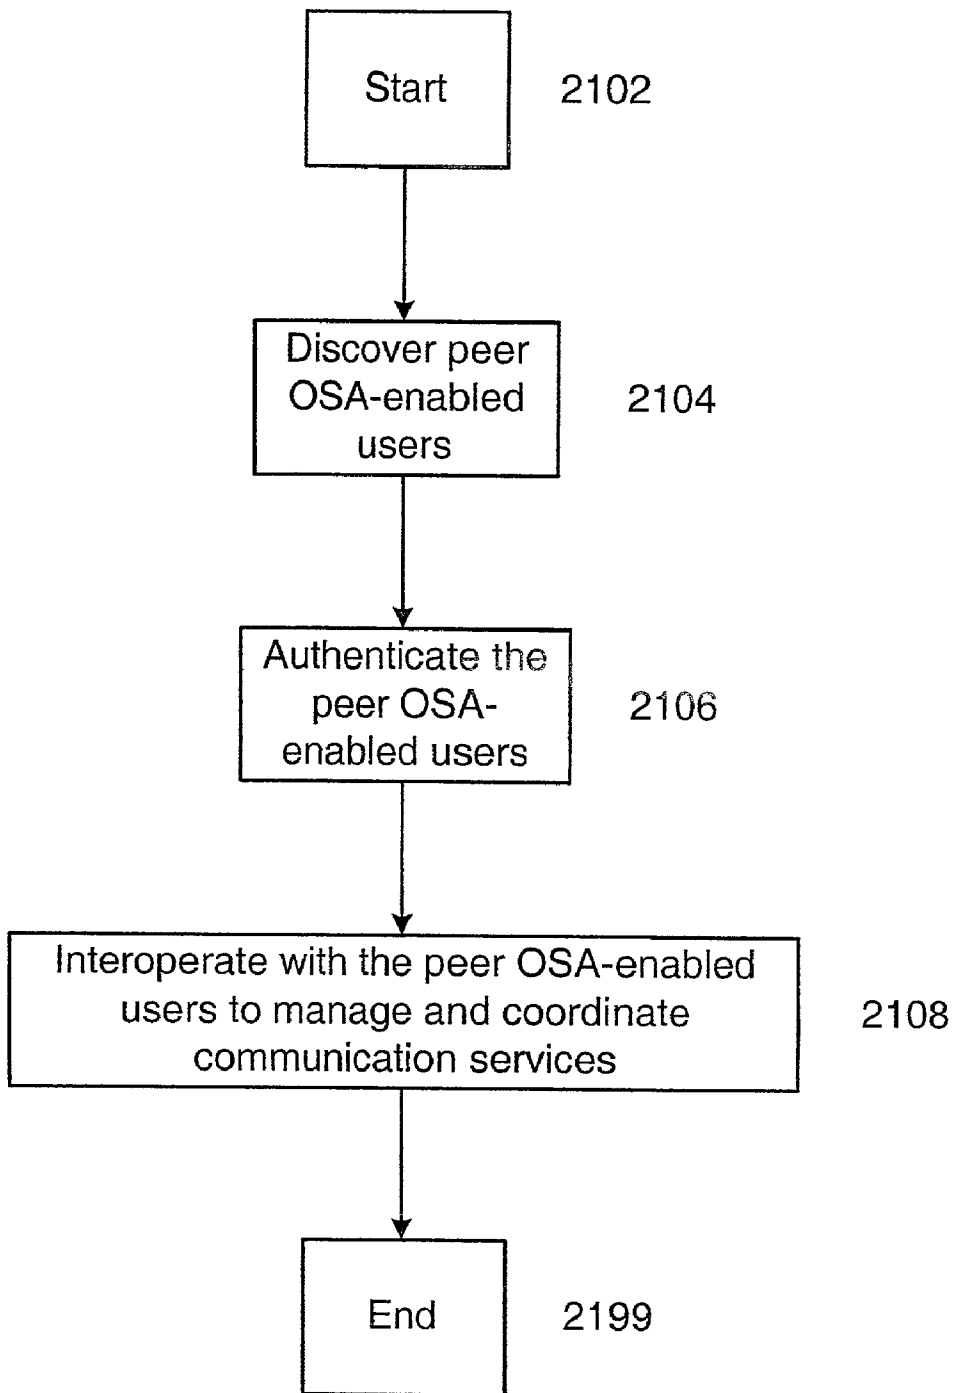 Start
2102
Discover peer
OSA-enabled
users
2104
Authenticate the
peer OSA-
enabled users
2106
Interoperate with the peer OSA-enabled
users to manage and coordinate
communication services
2108
End
2199